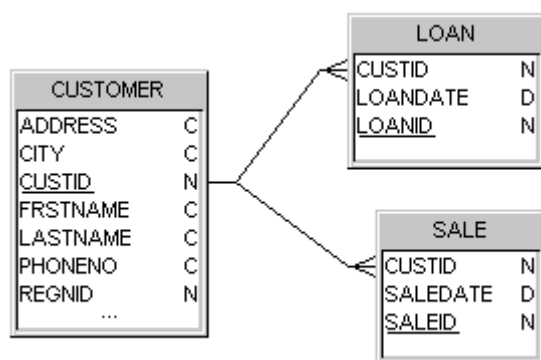 CUSTOMER
ADDRESS C
CITY C
CUSTID N
FRSTNAME C
LASTNAME C
PHONENO C
REGNID N
...
LOAN
CUSTID N
LOANDATE D
LOANID N
SALE
CUSTID N
SALEDATE D
SALEID N